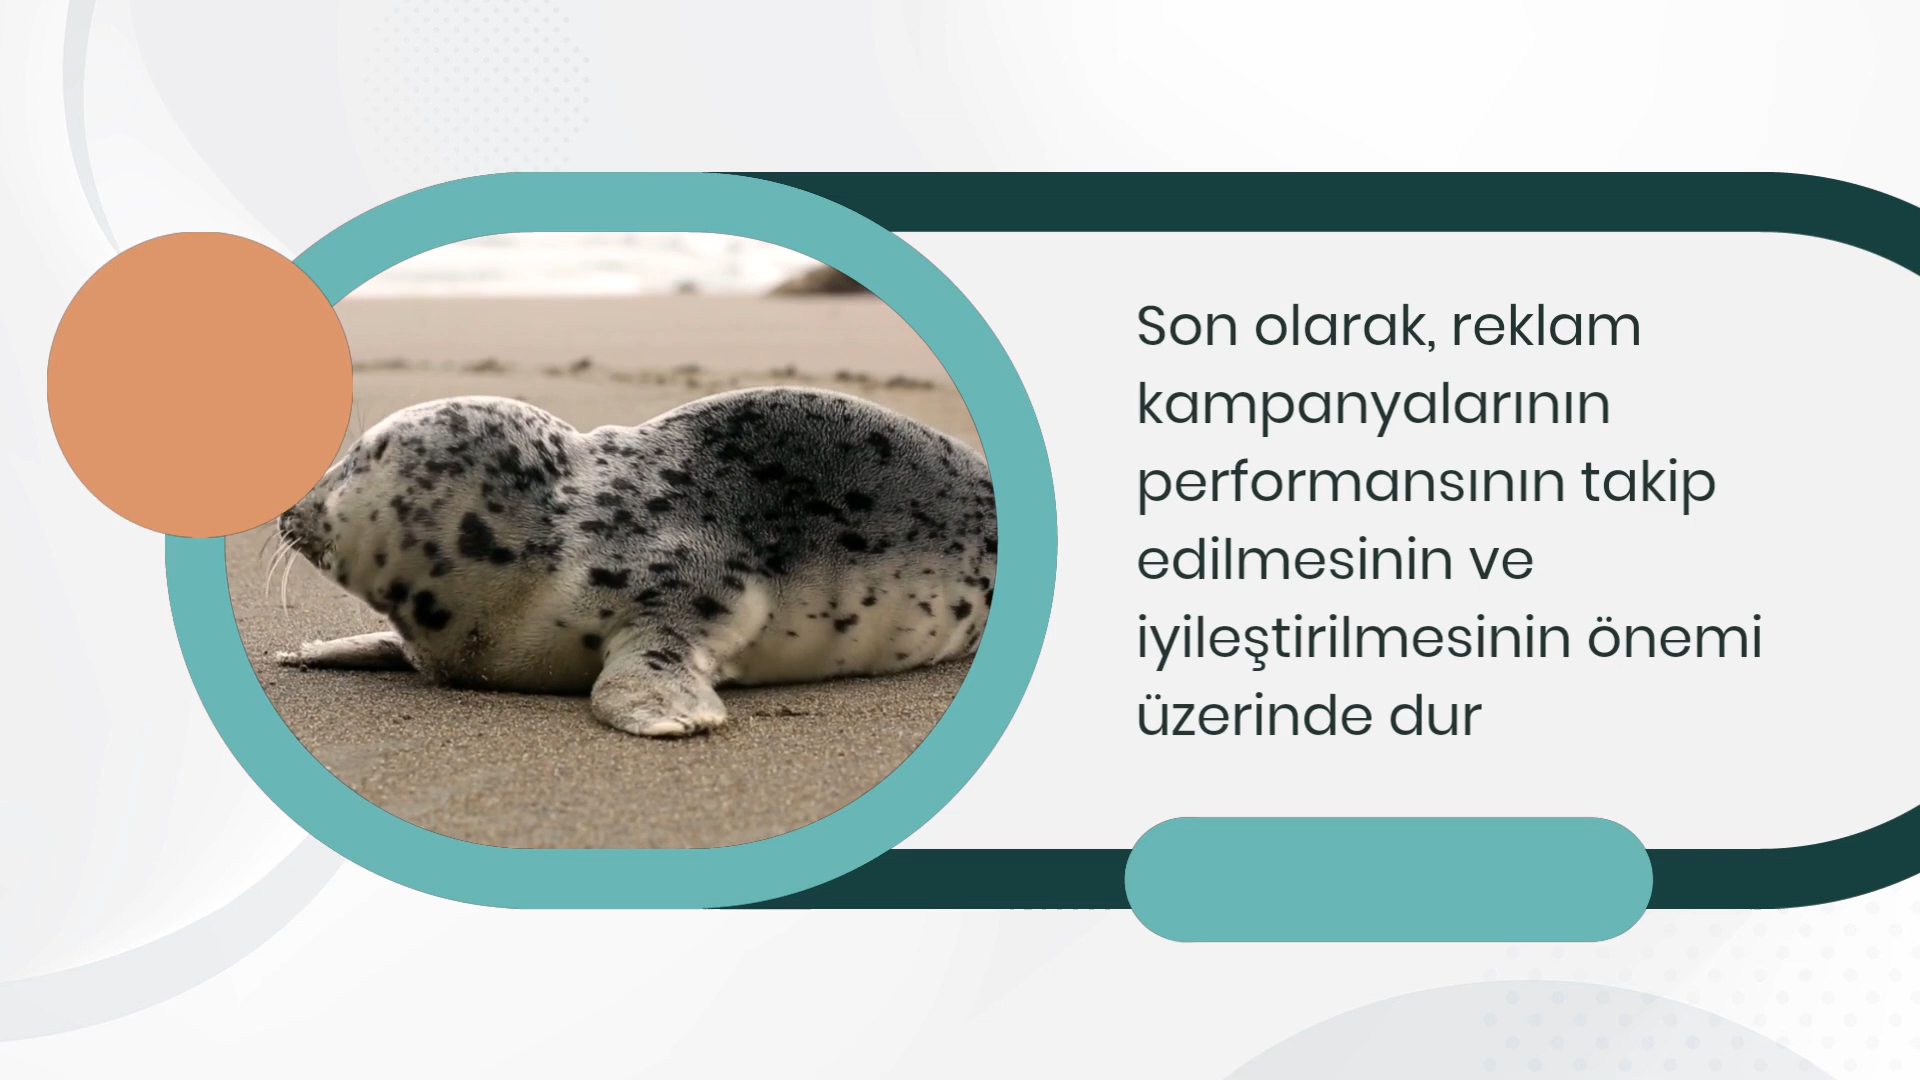 Son olarak, reklam
kampanyalarının
performansının takip
edilmesinin ve
iyileştirilmesinin önemi
üzerinde dur